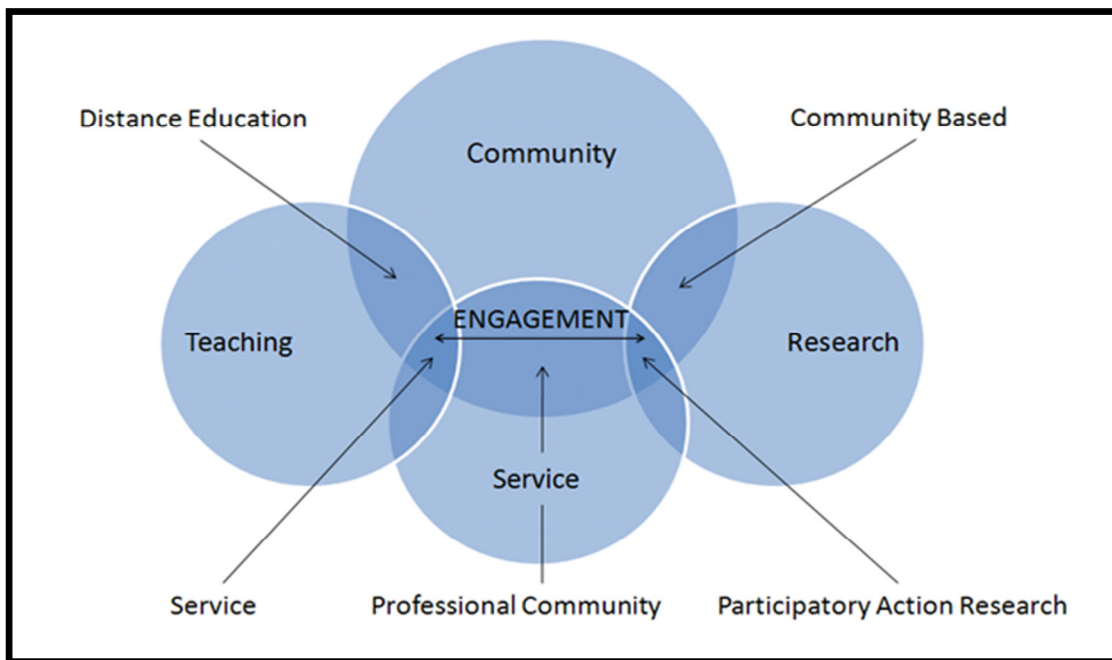 Distance Education
Community Based
Community
ENGAGEMENT
Teaching
Research
Service
Service
Professional Community
Participatory Action Research